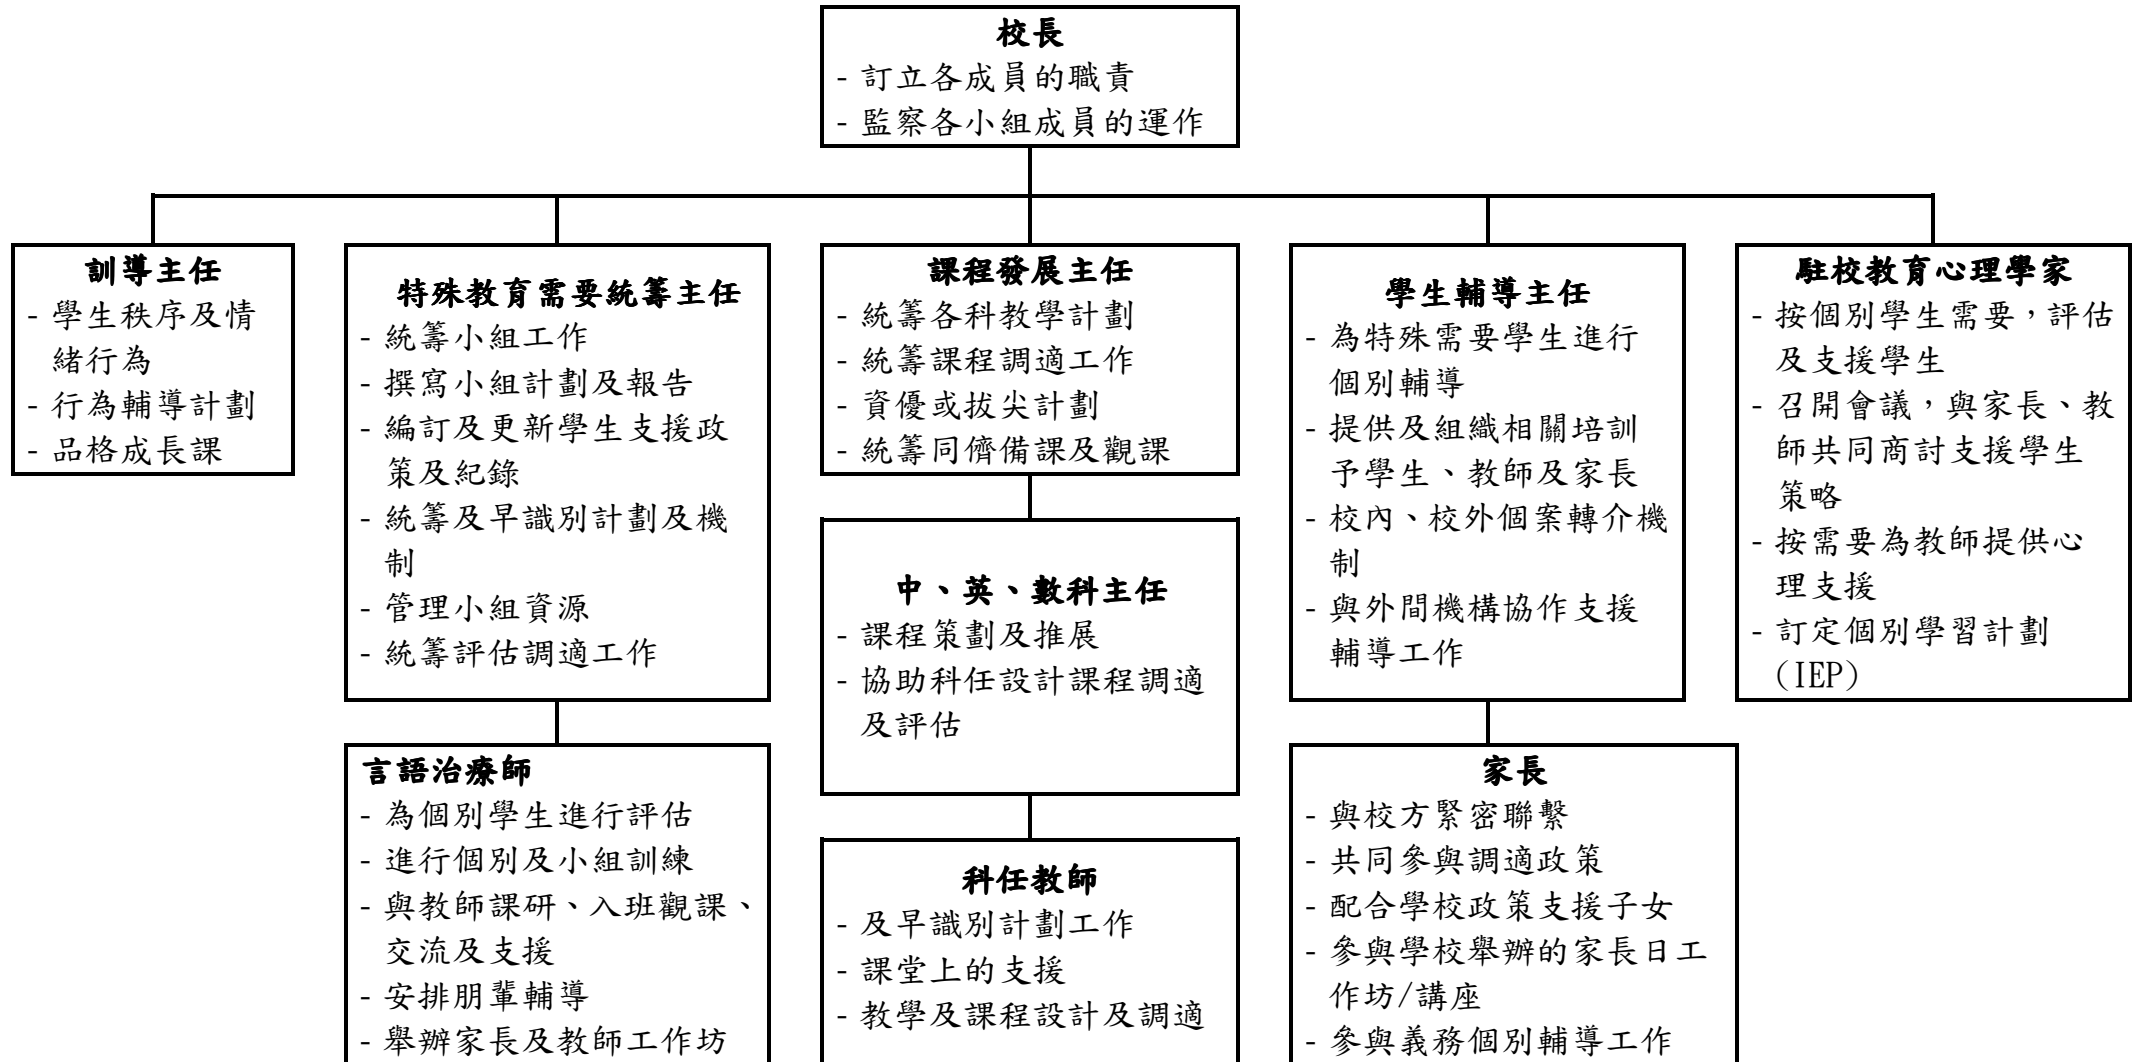 校長
- 訂立各成員的職責
- 監察各小組成員的運作
訓導主任
- 學生秩序及情
緒行為
- 行為輔導計劃
- 品格成長課
特殊教育需要統籌主任
- 統籌小組工作
- 撰寫小組計劃及報告
- 編訂及更新學生支援政
策及紀錄
- 統籌及早識別計劃及機
制
- 管理小組資源
- 統籌評估調適工作
言語治療師
- 為個別學生進行評估
- 進行個別及小組訓練
- 與教師課研、入班觀課、
交流及支援
- 安排朋輩輔導
- 舉辦家長及教師工作坊
課程發展主任
- 統籌各科教學計劃
- 統籌課程調適工作
- 資優或拔尖計劃
- 統籌同儕備課及觀課
中、英、數科主任
- 課程策劃及推展
- 協助科任設計課程調適
及評估
科任教師
- 及早識別計劃工作
- 課堂上的支援
- 教學及課程設計及調適
學生輔導主任
- 為特殊需要學生進行
個別輔導
- 提供及組織相關培訓
予學生、教師及家長
- 校內、校外個案轉介機
制
- 與外間機構協作支援
輔導工作
家長
- 與校方緊密聯繫
- 共同參與調適政策
- 配合學校政策支援子女
- 參與學校舉辦的家長日工
作坊/講座
- 參與義務個別輔導工作
駐校教育心理學家
- 按個別學生需要，評估
及支援學生
- 召開會議，與家長、教
師共同商討支援學生
策略
- 按需要為教師提供心
理支援
- 訂定個別學習計劃
(IEP)